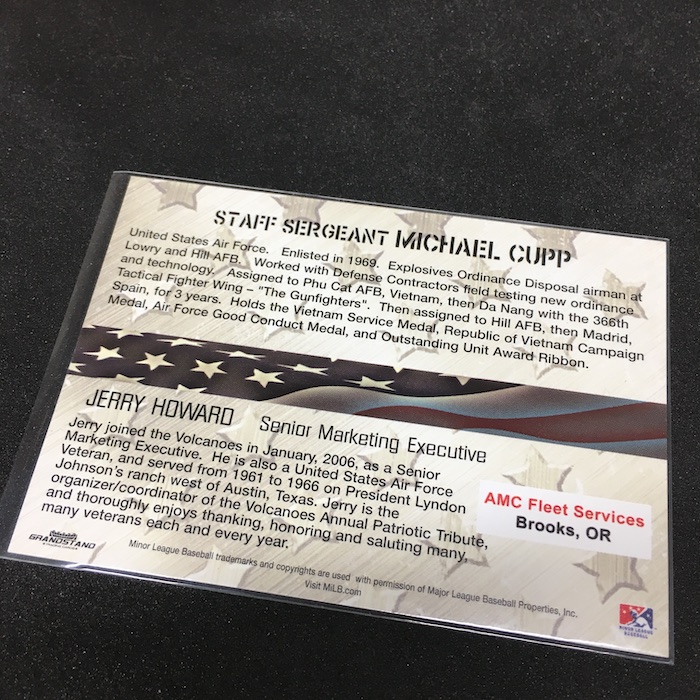 STAFF SERGEANT MICHAEL CUPP
United States Air Force.  Enlisted in 1969.  Explosives Ordinance Disposal airman at
Lowry and Hill AFB.  Worked with Defense Contractors field testing new ordinance
and technology.  Assigned to Phu Cat AFB, Vietnam, then Da Nang with the 366th
Tactical Fighter Wing – "The Gunfighters".  Then assigned to Hill AFB, then Madrid,
Spain, for 3 years.  Holds the Vietnam Service Medal, Republic of Vietnam Campaign
Medal, Air Force Good Conduct Medal, and Outstanding Unit Award Ribbon.
JERRY HOWARD Senior Marketing Executive
Jerry joined the Volcanoes in January, 2006, as a Senior
Marketing Executive.  He is also a United States Air Force
Veteran, and served from 1961 to 1966 on President Lyndon
Johnson's ranch west of Austin, Texas. Jerry is the
organizer/coordinator of the Volcanoes Annual Patriotic Tribute,
and thoroughly enjoys thanking, honoring and saluting many,
many veterans each and every year.
AMC Fleet Services
Brooks, OR
GRANDSTAND
Minor League Baseball trademarks and copyrights are used with permission of Major League Baseball Properties, Inc.
Visit MiLB.com
MINOR LEAGUE
BASEBALL